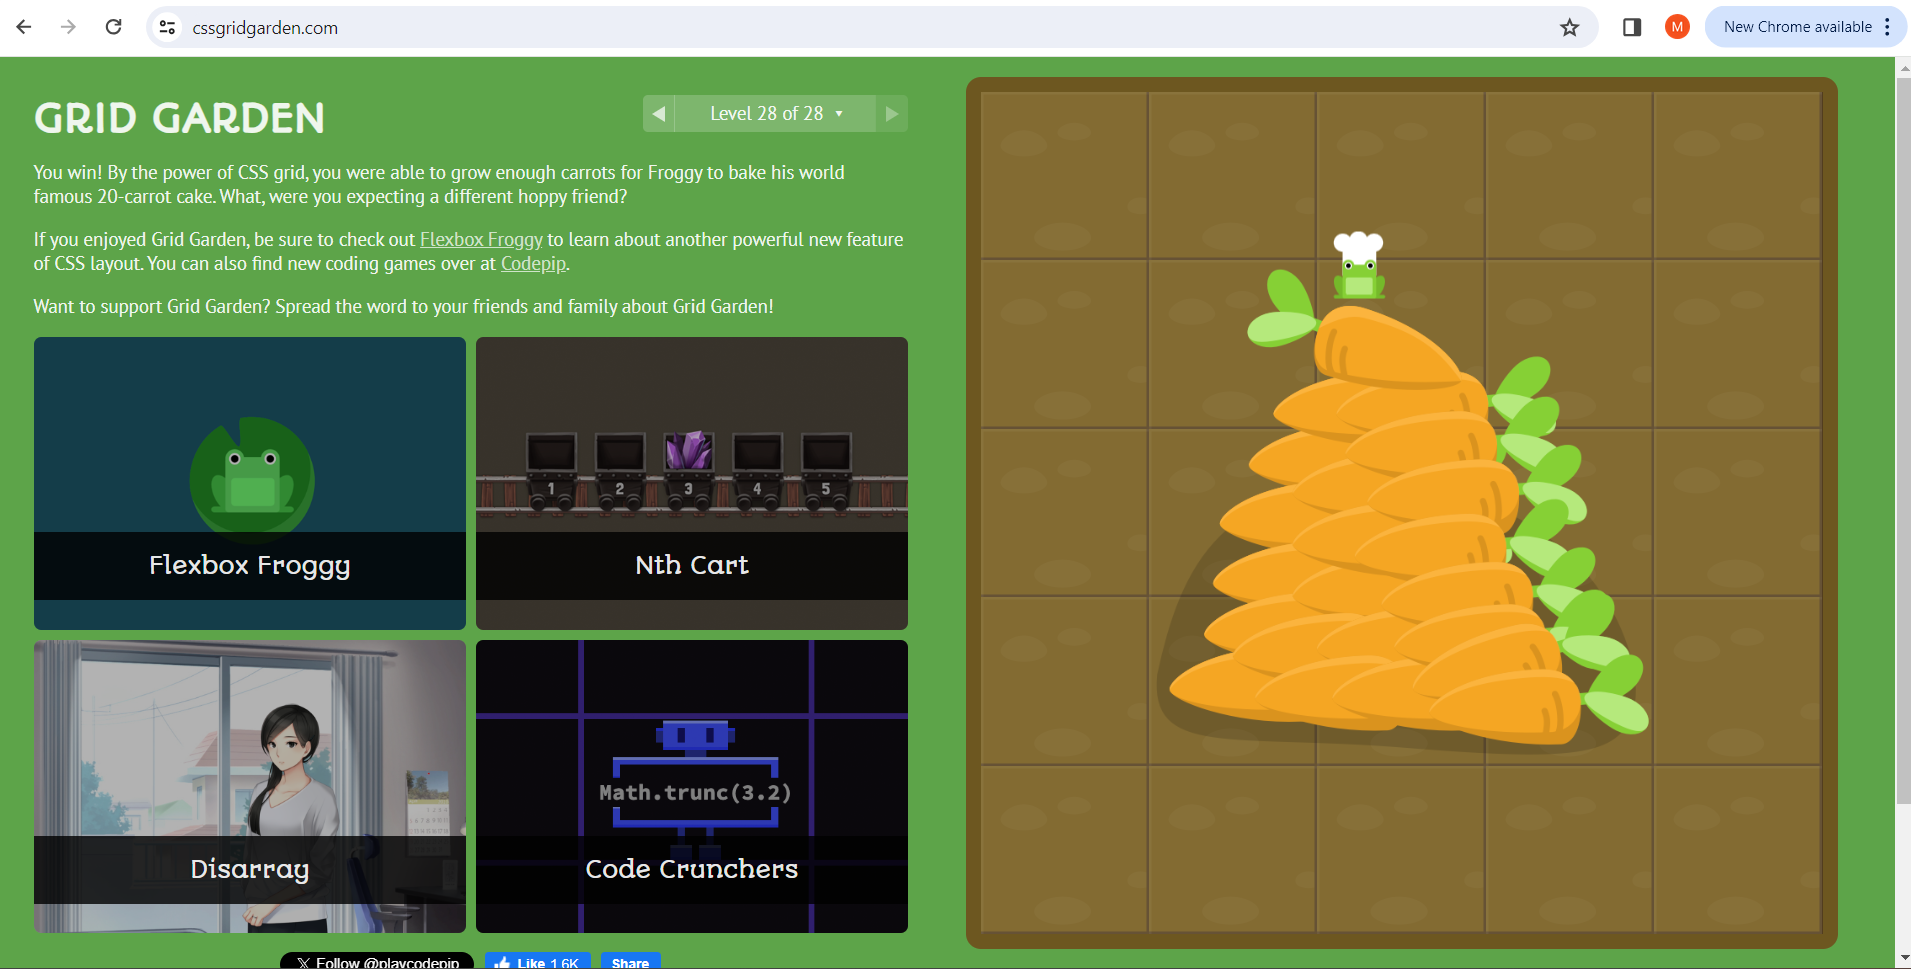 cssgridgarden.com
M
New Chrome available
GRID GARDEN
Level 28 of 28
You win! By the power of CSS grid, you were able to grow enough carrots for Froggy to bake his world
famous 20-carrot cake. What, were you expecting a different hoppy friend?
If you enjoyed Grid Garden, be sure to check out Flexbox Froggy to learn about another powerful new feature
of CSS layout. You can also find new coding games over at Codepip.
Want to support Grid Garden? Spread the word to your friends and family about Grid Garden!
1 2 3 4 5
Flexbox Froggy
Nth Cart
Math.trunc(3.2)
Disarray
Code Crunchers
X Follow @playcodepip
Like 1.6K
Share